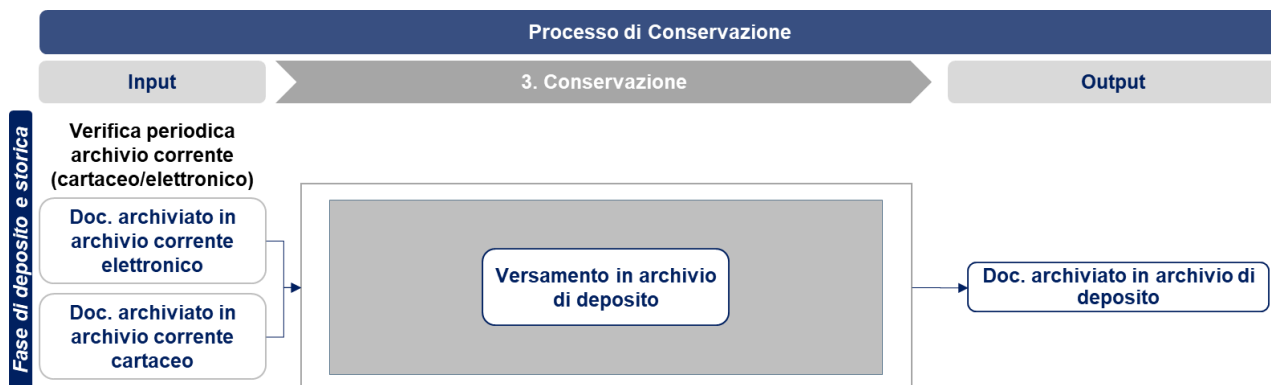 Processo di Conservazione
Input
3. Conservazione
Output
Fase di deposito e storica
Verifica periodica
archivio corrente
(cartaceo/elettronico)
Doc. archiviato in
archivio corrente
elettronico
Doc. archiviato in
archivio corrente
cartaceo
Versamento in archivio
di deposito
Doc. archiviato in archivio di
deposito